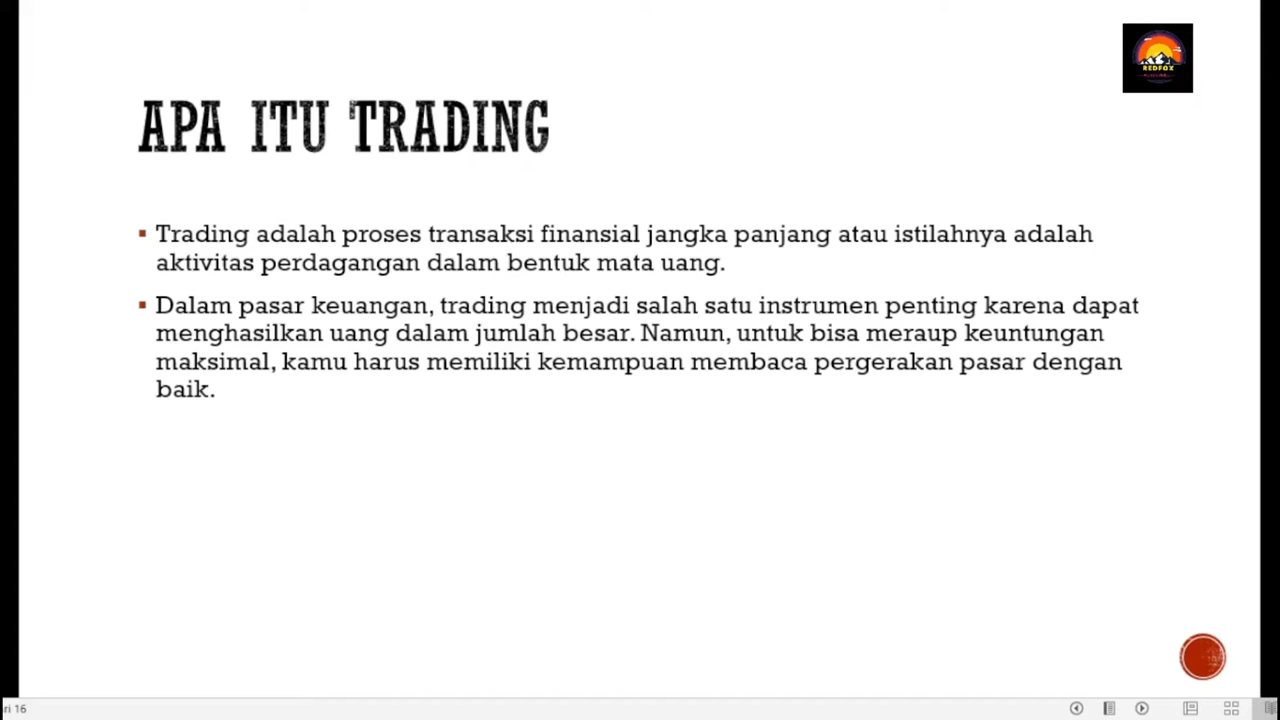 REDFOX
APA ITU TRADING
▪ Trading adalah proses transaksi finansial jangka panjang atau istilahnya adalah
aktivitas perdagangan dalam bentuk mata uang.
▪ Dalam pasar keuangan, trading menjadi salah satu instrumen penting karena dapat
menghasilkan uang dalam jumlah besar. Namun, untuk bisa meraup keuntungan
maksimal, kamu harus memiliki kemampuan membaca pergerakan pasar dengan
baik.
ri 16